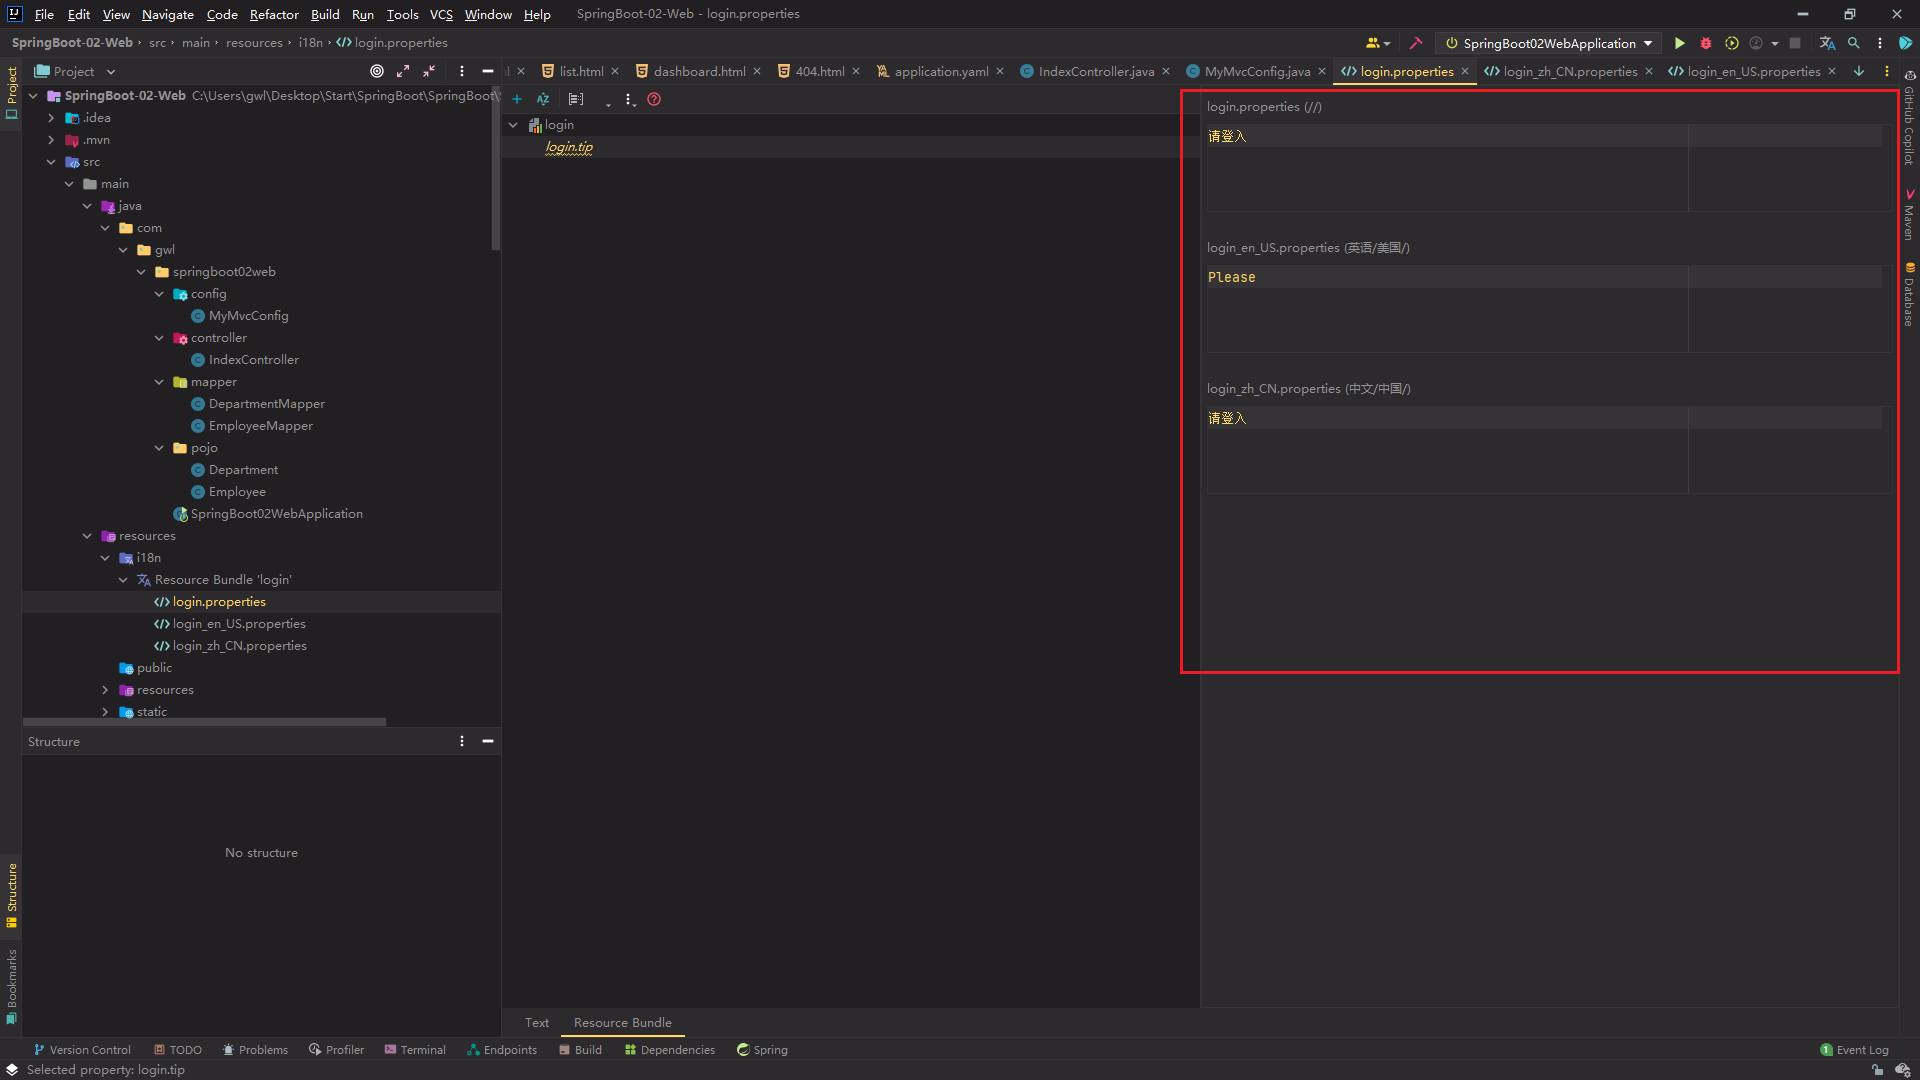 File Edit View Navigate Code Refactor Build Run Tools VCS Window Help SpringBoot-02-Web - login.properties
SpringBoot-02-Web › src › main › resources › i18n › login.properties
SpringBoot02WebApplication
Project
list.html dashboard.html 404.html application.yaml IndexController.java MyMvcConfig.java login.properties login_zh_CN.properties login_en_US.properties
Project
SpringBoot-02-Web C:\Users\gwl\Desktop\Start\SpringBoot\SpringBoot\
.idea
.mvn
src
main
java
com
gwl
springboot02web
config
MyMvcConfig
controller
IndexController
mapper
DepartmentMapper
EmployeeMapper
pojo
Department
Employee
SpringBoot02WebApplication
resources
i18n
Resource Bundle 'login'
login.properties
login_en_US.properties
login_zh_CN.properties
public
resources
static
Structure
No structure
Structure
Bookmarks
login
login.tip
Text Resource Bundle
login.properties (//)
请登入
login_en_US.properties (英语/美国/)
Please
login_zh_CN.properties (中文/中国/)
请登入
GitHub Copilot
Maven
Database
Version Control TODO Problems Profiler Terminal Endpoints Build Dependencies Spring 1 Event Log
Selected property: login.tip